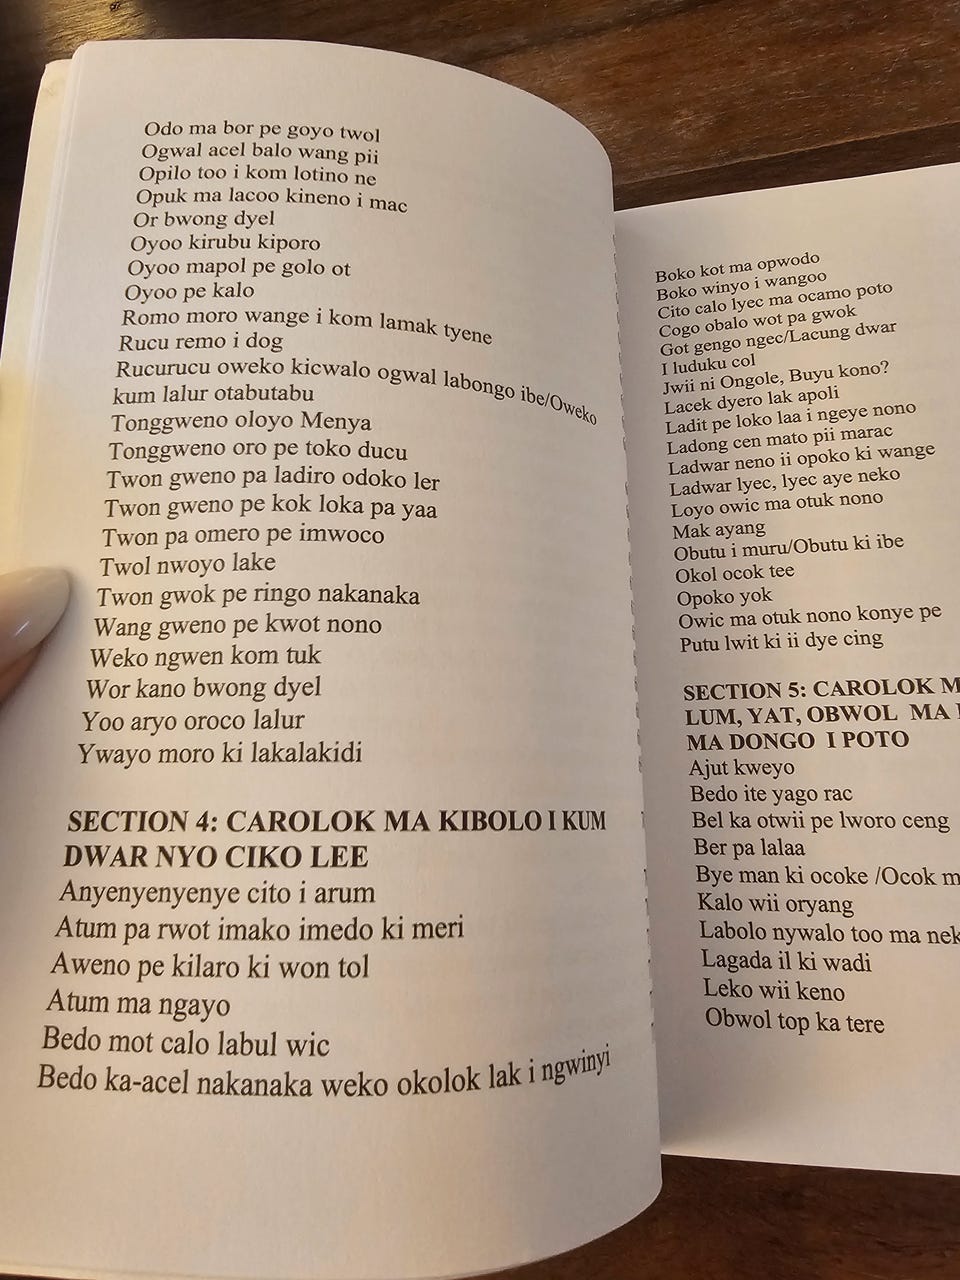 Odo ma bor pe goyo twol
Ogwal acel balo wang pii
Opilo too i kom lotino ne
Opuk ma lacoo kineno i mac
Or bwong dyel
Oyoo kirubu kiporo
Oyoo mapol pe golo ot
Oyoo pe kalo
Romo moro wange i kom lamak tyene
Rucu remo i dog
Rucurucu oweko kicwalo ogwal labongo ibe/Oweko
kum lalur otabutabu
Tonggweno oloyo Menya
Tonggweno oro pe toko ducu
Twon gweno pa ladiro odoko ler
Twon gweno pe kok loka pa yaa
Twon pa omero pe imwoco
Twol nwoyo lake
Twon gwok pe ringo nakanaka
Wang gweno pe kwot nono
Weko ngwen kom tuk
Wor kano bwong dyel
Yoo aryo oroco lalur
Ywayo moro ki lakalakidi
SECTION 4: CAROLOK MA KIBOLO I KUM
DWAR NYO CIKO LEE
Anyenyenyenye cito i arum
Atum pa rwot imako imedo ki meri
Aweno pe kilaro ki won tol
Atum ma ngayo
Bedo mot calo labul wic
Bedo ka-acel nakanaka weko okolok lak i ngwinyi
Boko kot ma opwodo
Boko winyo i wangoo
Cito calo lyec ma ocamo poto
Cogo obalo wot pa gwok
Got gengo ngec/Lacung dwar
I luduku col
Jwii ni Ongole, Buyu kono?
Lacek dyero lak apoli
Ladit pe loko laa i ngeye nono
Ladong cen mato pii marac
Ladwar neno ii opoko ki wange
Ladwar lyec, lyec aye neko
Loyo owic ma otuk nono
Mak ayang
Obutu i muru/Obutu ki ibe
Okol ocok tee
Opoko yok
Owic ma otuk nono konye pe
Putu lwit ki ii dye cing
SECTION 5: CAROLOK
LUM, YAT, OBWOL MA
MA DONGO I POTO
Ajut kweyo
Bedo ite yago rac
Bel ka otwii pe lworo ceng
Ber pa lalaa
Bye man ki ocoke /Ocok
Kalo wii oryang
Labolo nywalo too ma
Lagada il ki wadi
Leko wii keno
Obwol top ka tere